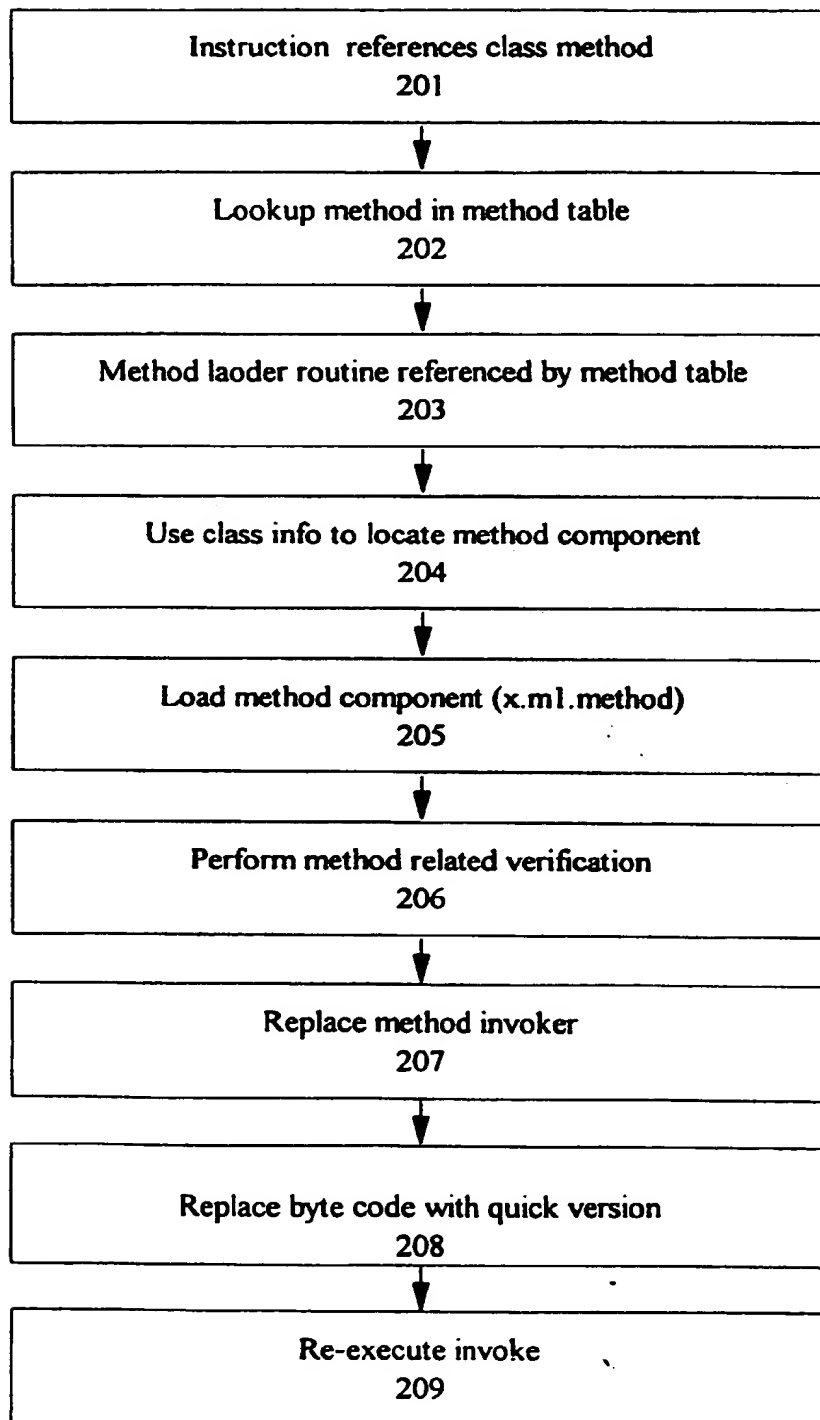 Instruction references class method
201
Lookup method in method table
202
Method laoder routine referenced by method table
203
Use class info to locate method component
204
Load method component (x.m1.method)
205
Perform method related verification
206
Replace method invoker
207
Replace byte code with quick version
208
Re-execute invoke
209